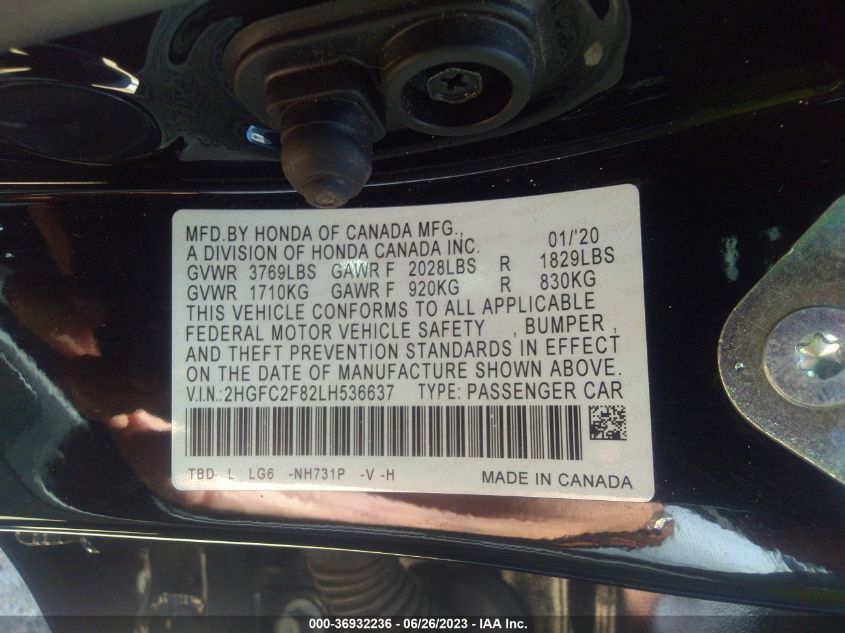 MFD.BY HONDA OF CANADA MFG., 01/'20
A DIVISION OF HONDA CANADA INC.
GVWR 3769LBS GAWR F 2028LBS R 1829LBS
GVWR 1710KG GAWR F 920KG R 830KG
THIS VEHICLE CONFORMS TO ALL APPLICABLE
FEDERAL MOTOR VEHICLE SAFETY , BUMPER ,
AND THEFT PREVENTION STANDARDS IN EFFECT
ON THE DATE OF MANUFACTURE SHOWN ABOVE.
V.I.N.:2HGFC2F82LH536637 TYPE: PASSENGER CAR
TBD L LG6 -NH731P -V -H MADE IN CANADA
000-36932236 - 06/26/2023 - IAA Inc.